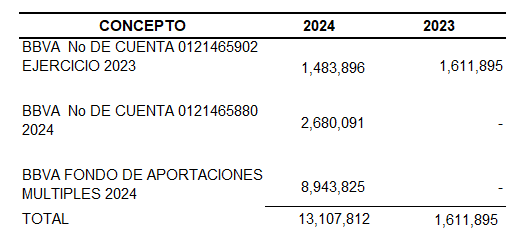 CONCEPTO 2024 2023
BBVA No DE CUENTA 0121465902
EJERCICIO 2023 1,483,896 1,611,895
BBVA No DE CUENTA 0121465880
2024 2,680,091 -
BBVA FONDO DE APORTACIONES
MULTIPLES 2024 8,943,825 -
TOTAL 13,107,812 1,611,895